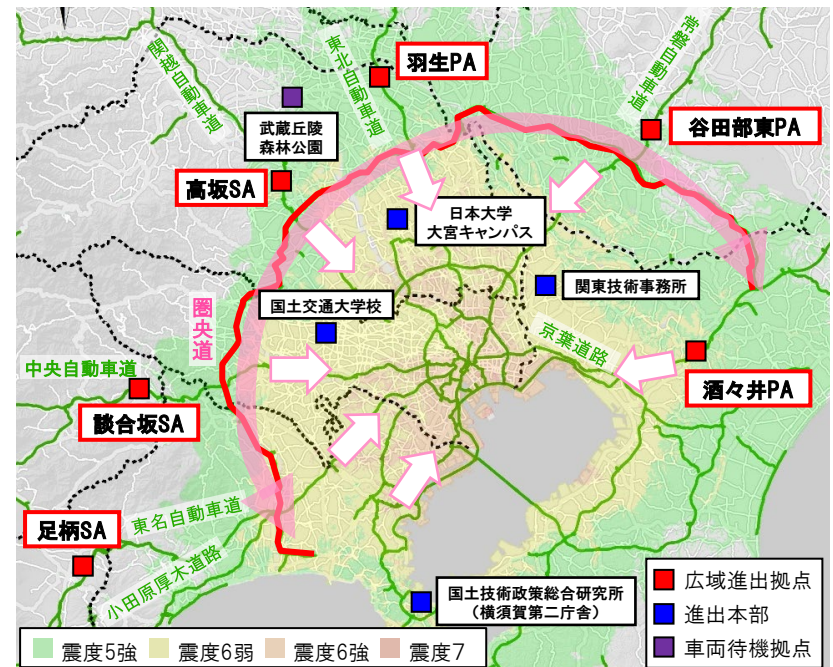 関越自動車道
東北自動車道
羽生PA
常磐自動車道
谷田部東PA
武蔵丘陵
森林公園
高坂SA
日本大学
大宮キャンパス
関東技術事務所
国土交通大学校
圏央道
京葉道路
中央自動車道
酒々井PA
談合坂SA
東名自動車道
足柄SA
小田原厚木道路
国土技術政策総合研究所
（横須賀第二庁舎）
広域進出拠点
進出本部
車両待機拠点
震度5強 震度6弱 震度6強 震度7